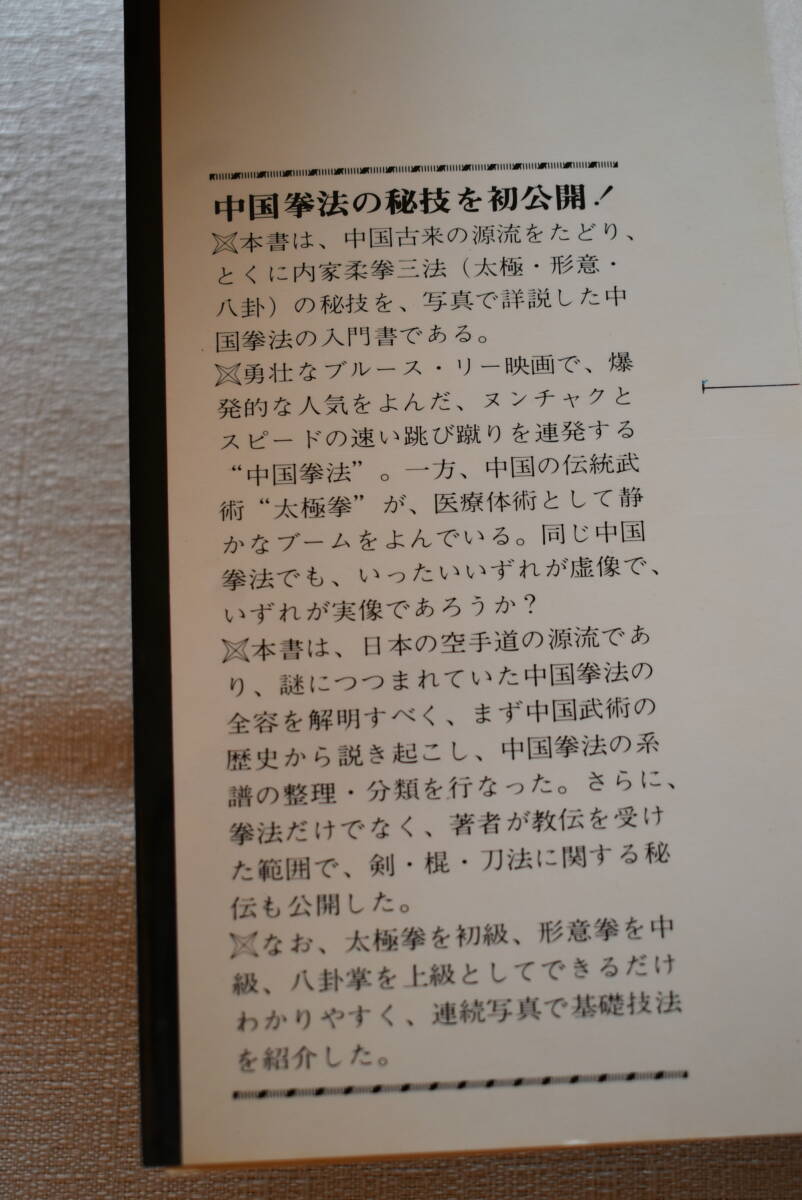 中国拳法の秘技を初公開!
本書は、中国古来の源流をたどり、
とくに内家柔拳三法(太極・形意・
八卦)の秘技を、写真で詳説した中
国拳法の入門書である。
勇壮なブルース・リー映画で、爆
発的な人気をよんだ、ヌンチャクと
スピードの速い跳び蹴りを連発する
“中国拳法”。一方、中国の伝統武
術“太極拳”が、医療体術として静
かなブームをよんでいる。同じ中国
拳法でも、いったいいずれが虚像で、
いずれが実像であろうか?
本書は、日本の空手道の源流であ
り、謎につつまれていた中国拳法の
全容を解明すべく、まず中国武術の
歴史から説き起こし、中国拳法の系
譜の整理・分類を行なった。さらに、
拳法だけでなく、著者が教伝を受け
た範囲で、剣・棍・刀法に関する秘
伝も公開した。
なお、太極拳を初級、形意拳を中
級、八卦掌を上級としてできるだけ
わかりやすく、連続写真で基礎技法
を紹介した。